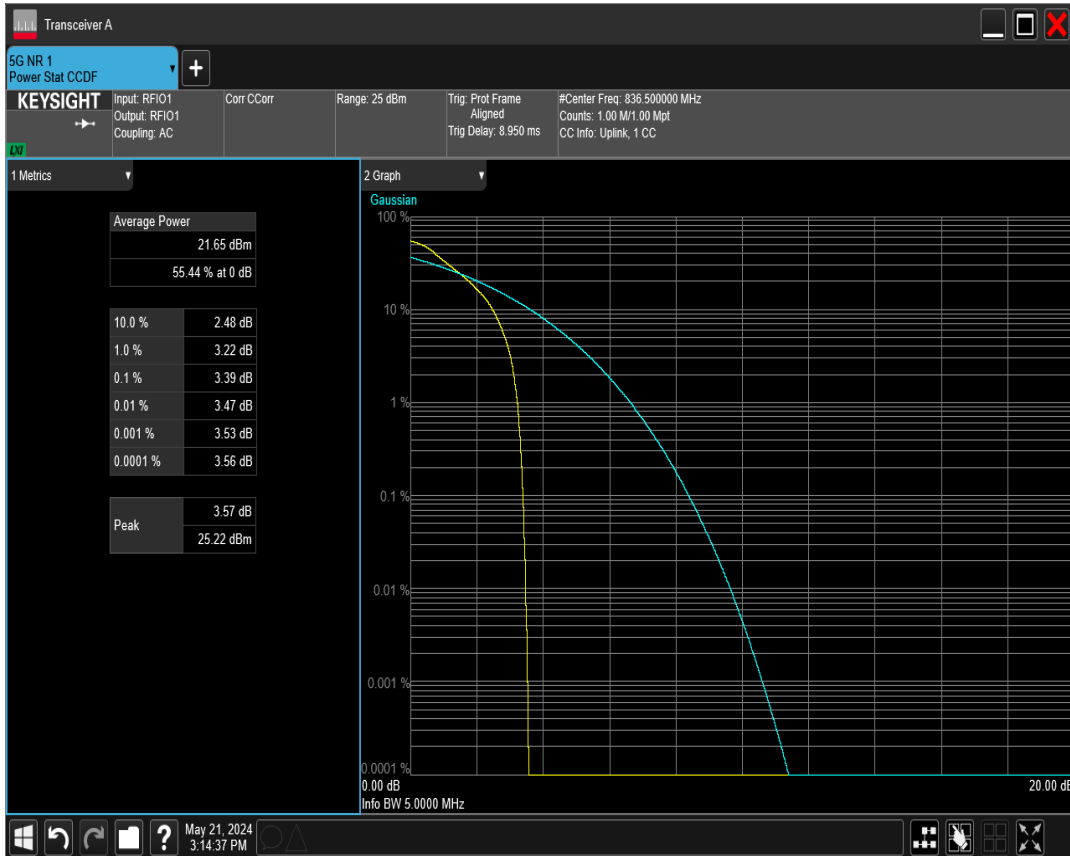 Transceiver A
5G NR 1
Power Stat CCDF
KEYSIGHT
LXI
Input: RFIO1
Output: RFIO1
Coupling: AC
Corr CCorr
Range: 25 dBm
Trig: Prot Frame
Aligned
Trig Delay: 8.950 ms
#Center Freq: 836.500000 MHz
Counts: 1.00 M/1.00 Mpt
CC Info: Uplink, 1 CC
1 Metrics
Average Power
21.65 dBm
55.44 % at 0 dB
10.0 % 2.48 dB
1.0 % 3.22 dB
0.1 % 3.39 dB
0.01 % 3.47 dB
0.001 % 3.53 dB
0.0001 % 3.56 dB
Peak 3.57 dB
25.22 dBm
2 Graph
Gaussian
100 %
10 %
1 %
0.1 %
0.01 %
0.001 %
0.0001 %
0.00 dB 20.00 dB
Info BW 5.0000 MHz
?
May 21, 2024
3:14:37 PM